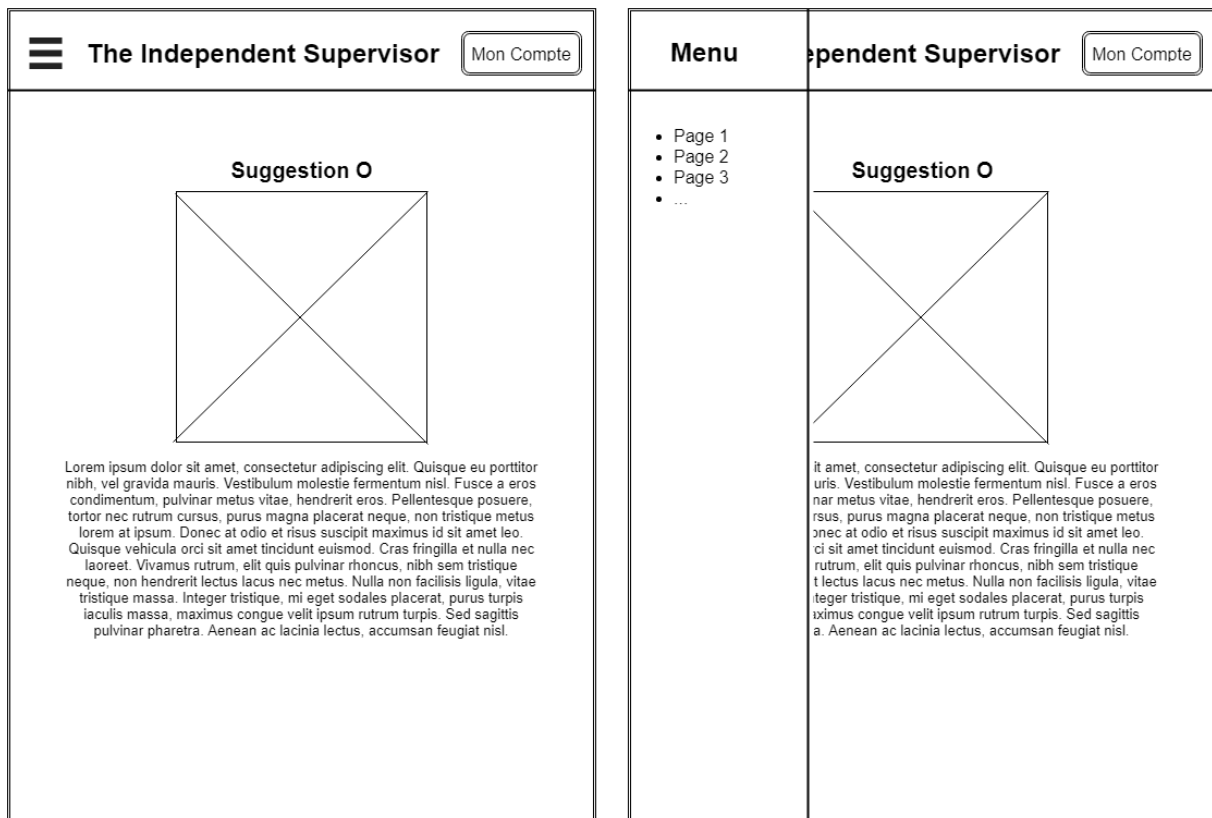 The Independent Supervisor
Mon Compte
Suggestion O
Lorem ipsum dolor sit amet, consectetur adipiscing elit. Quisque eu porttitor
nibh, vel gravida mauris. Vestibulum molestie fermentum nisl. Fusce a eros
condimentum, pulvinar metus vitae, hendrerit eros. Pellentesque posuere,
tortor nec rutrum cursus, purus magna placerat neque, non tristique metus
lorem at ipsum. Donec at odio et risus suscipit maximus id sit amet leo.
Quisque vehicula orci sit amet tincidunt euismod. Cras fringilla et nulla nec
laoreet. Vivamus rutrum, elit quis pulvinar rhoncus, nibh sem tristique
neque, non hendrerit lectus lacus nec metus. Nulla non facilisis ligula, vitae
tristique massa. Integer tristique, mi eget sodales placerat, purus turpis
iaculis massa, maximus congue velit ipsum rutrum turpis. Sed sagittis
pulvinar pharetra. Aenean ac lacinia lectus, accumsan feugiat nisl.
Menu
ependent Supervisor
Mon Compte
Page 1
Page 2
Page 3
...
Suggestion O
it amet, consectetur adipiscing elit. Quisque eu porttitor
uris. Vestibulum molestie fermentum nisl. Fusce a eros
nar metus vitae, hendrerit eros. Pellentesque posuere,
rsus, purus magna placerat neque, non tristique metus
onec at odio et risus suscipit maximus id sit amet leo.
ci sit amet tincidunt euismod. Cras fringilla et nulla nec
rutrum, elit quis pulvinar rhoncus, nibh sem tristique
t lectus lacus nec metus. Nulla non facilisis ligula, vitae
teger tristique, mi eget sodales placerat, purus turpis
aximus congue velit ipsum rutrum turpis. Sed sagittis
a. Aenean ac lacinia lectus, accumsan feugiat nisl.